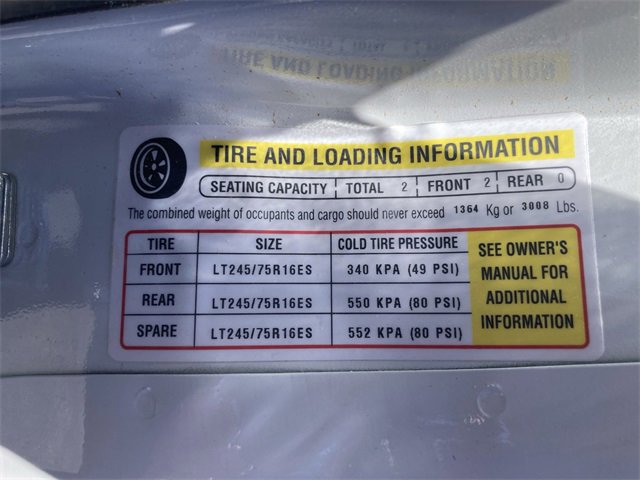 TIRE AND LOADING INFORMATION
SEATING CAPACITY TOTAL 2 FRONT 2 REAR 0
The combined weight of occupants and cargo should never exceed 1364 Kg or 3008 Lbs.
TIRE SIZE COLD TIRE PRESSURE
FRONT LT245/75R16ES 340 KPA (49 PSI)
REAR LT245/75R16ES 550 KPA (80 PSI)
SPARE LT245/75R16ES 552 KPA (80 PSI)
SEE OWNER'S
MANUAL FOR
ADDITIONAL
INFORMATION